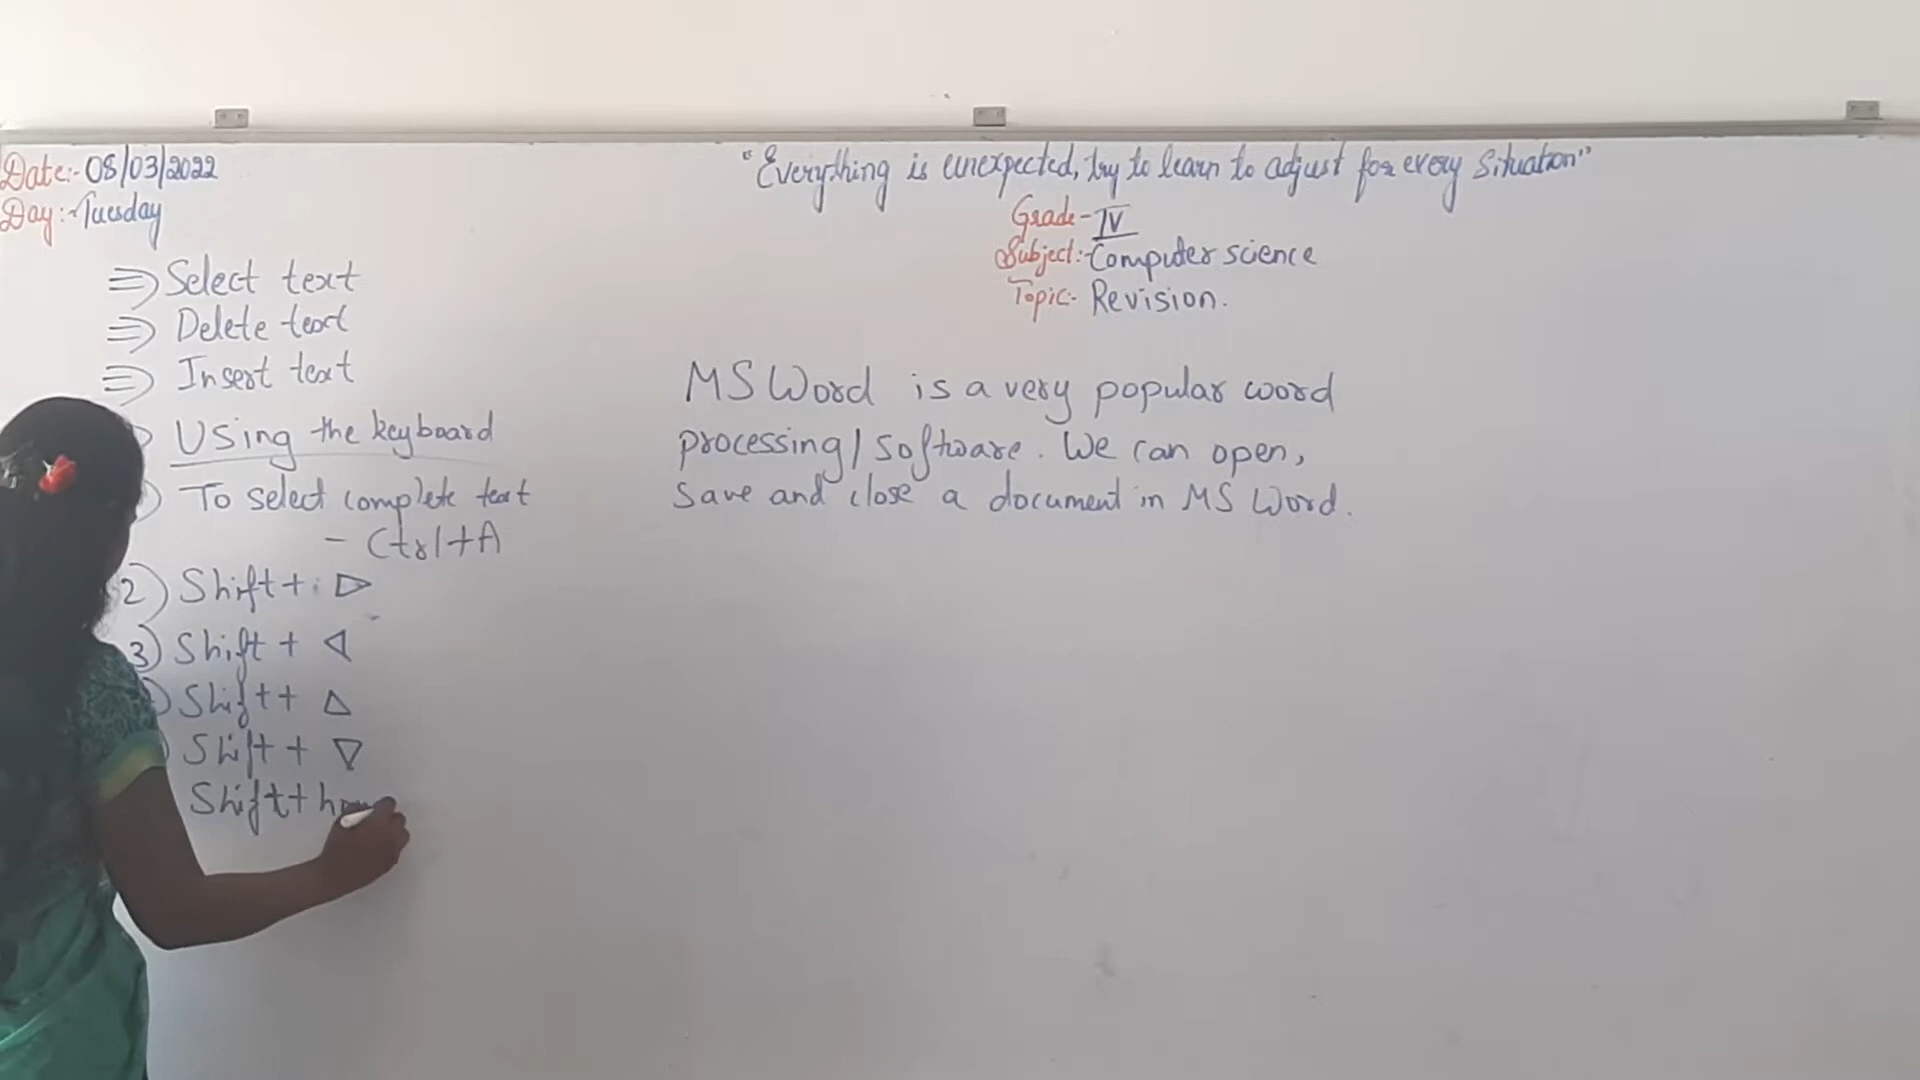 Date:- 08/03/2022
Day:- Tuesday
"Everything is unexpected, try to learn to adjust for every situation"
Grade - IV
Subject:- Computer science
Topic:- Revision.
⇒ Select text
⇒ Delete text
⇒ Insert text
Using the keyboard
To select complete text
- Ctrl+A
2) Shift + ▷
3) Shift + ◁
) Shift + △
) Shift + ▽
Shift +
MS Word is a very popular word
processing/software. We can open,
save and close a document in MS Word.